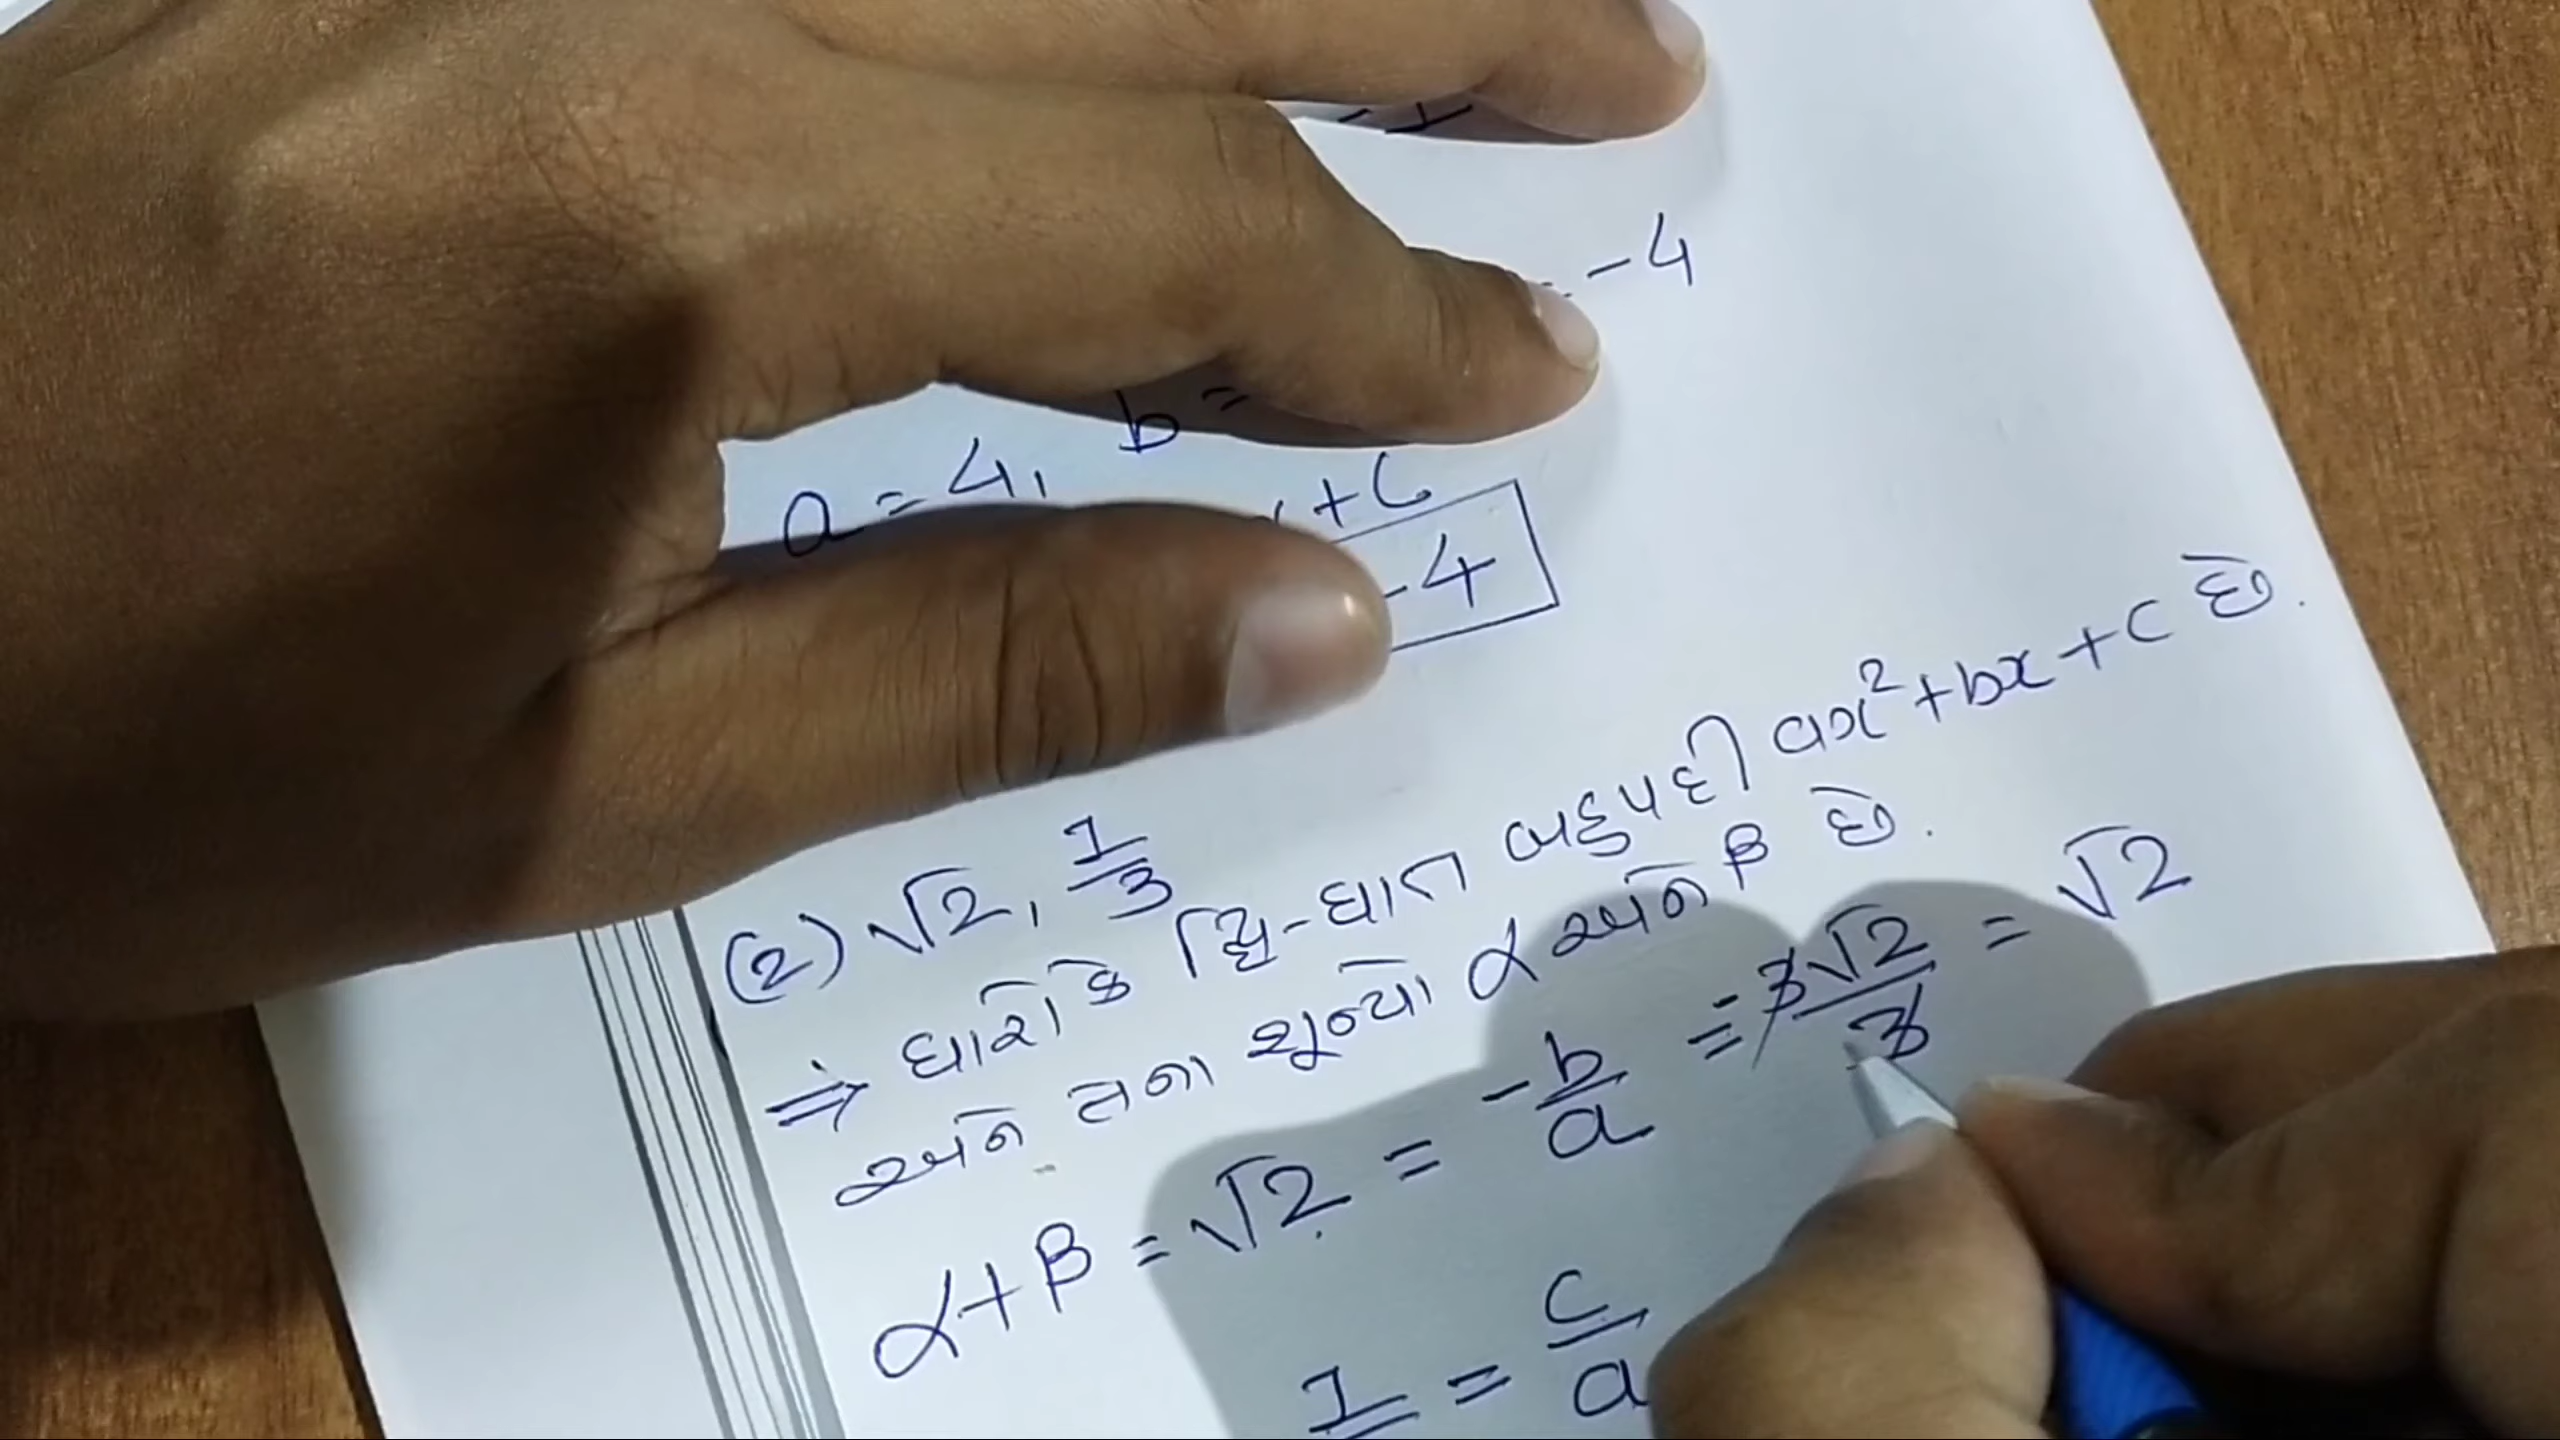 -1
= -4
a = 4, b =
x + c
-4
(2) √2, 1/3
⇒ ધારો કે દ્વિ-ઘાત બહુપદી ax² + bx + c છે.
અને તેના શૂન્યો α અને β છે.
α + β = √2 = -b/a = 3√2/3 = √2
1 = c/a